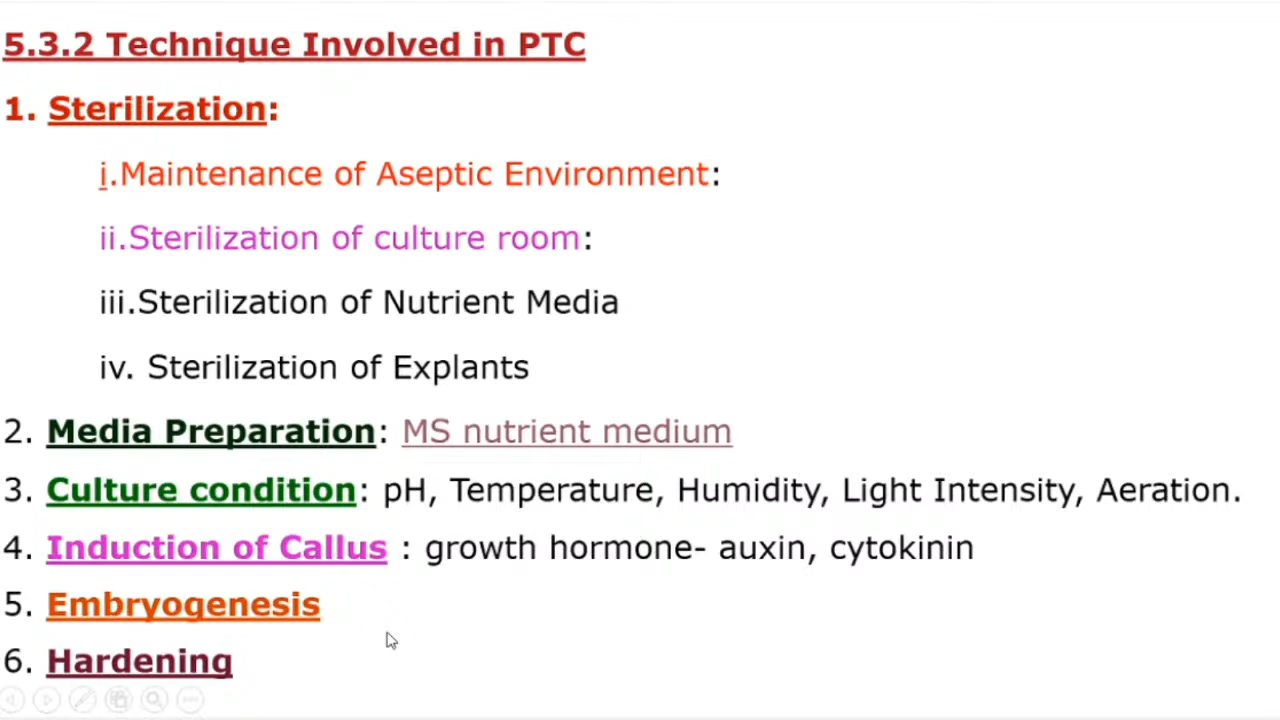 5.3.2 Technique Involved in PTC
1. Sterilization:
i.Maintenance of Aseptic Environment:
ii.Sterilization of culture room:
iii.Sterilization of Nutrient Media
iv. Sterilization of Explants
2. Media Preparation: MS nutrient medium
3. Culture condition: pH, Temperature, Humidity, Light Intensity, Aeration.
4. Induction of Callus : growth hormone- auxin, cytokinin
5. Embryogenesis
6. Hardening